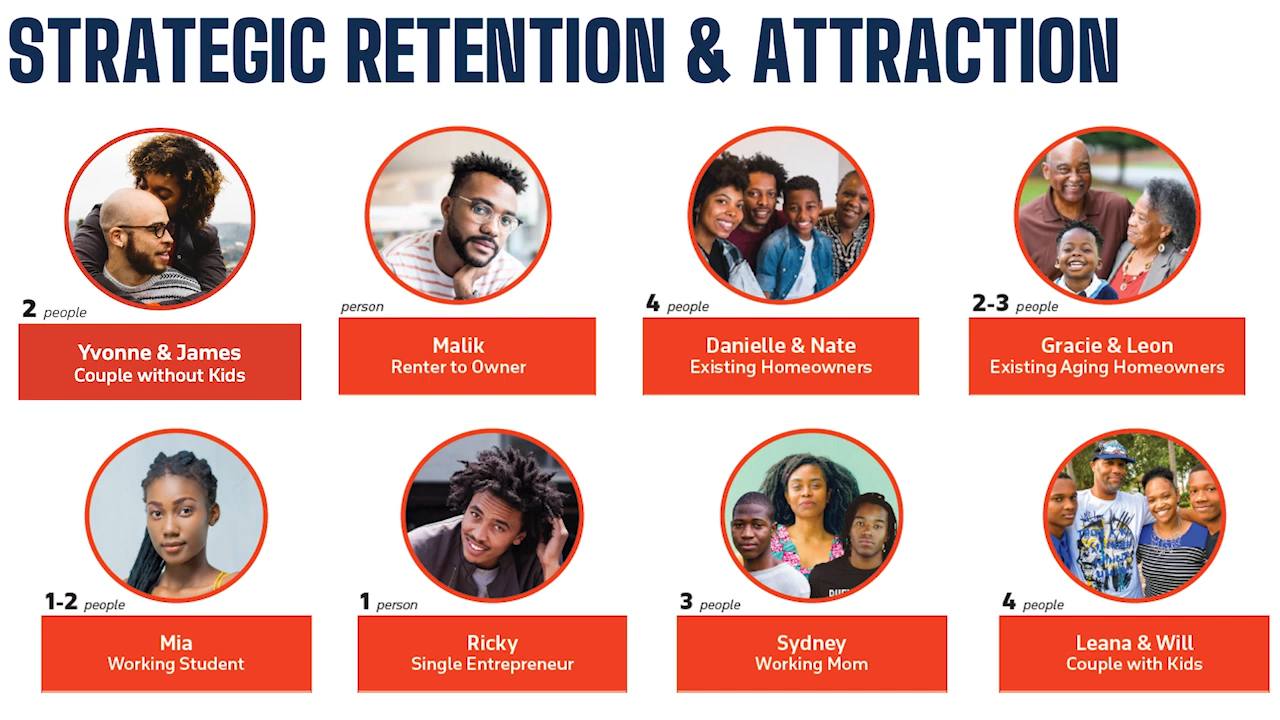 STRATEGIC RETENTION & ATTRACTION
2 people
Yvonne & James
Couple without Kids
person
Malik
Renter to Owner
4 people
Danielle & Nate
Existing Homeowners
2-3 people
Gracie & Leon
Existing Aging Homeowners
1-2 people
Mia
Working Student
1 person
Ricky
Single Entrepreneur
3 people
Sydney
Working Mom
4 people
Leana & Will
Couple with Kids